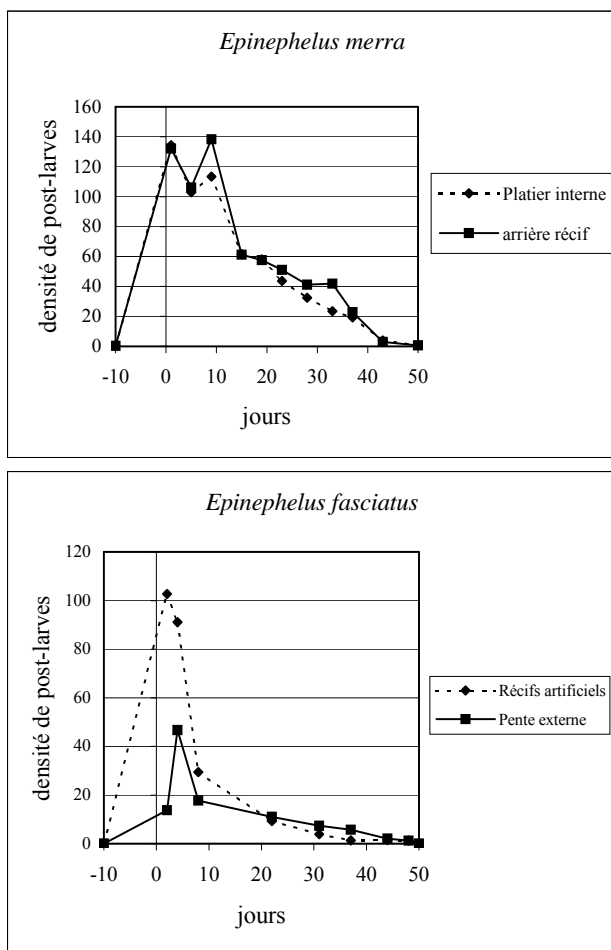 Epinephelus merra
160
140
120
100
80
60
40
20
0
-10 0 10 20 30 40 50
densité de post-larves
jours
Platier interne
arrière récif
Epinephelus fasciatus
120
100
80
60
40
20
0
-10 0 10 20 30 40 50
densité de post-larves
jours
Récifs artificiels
Pente externe